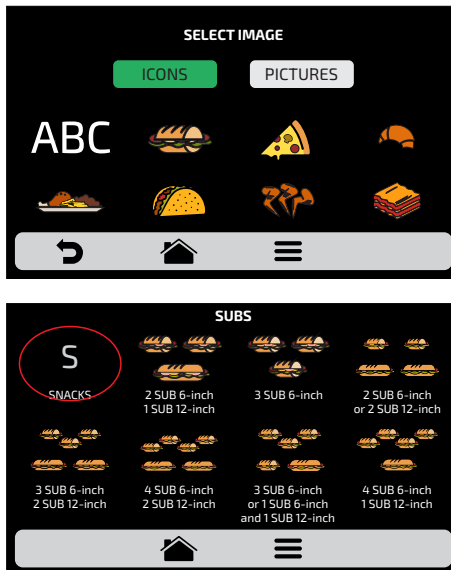 SELECT IMAGE
ICONS PICTURES
ABC
SUBS
S
SNACKS
2 SUB 6-inch
1 SUB 12-inch
3 SUB 6-inch
2 SUB 6-inch
or 2 SUB 12-inch
3 SUB 6-inch
2 SUB 12-inch
4 SUB 6-inch
2 SUB 12-inch
3 SUB 6-inch
or 1 SUB 6-inch
and 1 SUB 12-inch
4 SUB 6-inch
1 SUB 12-inch